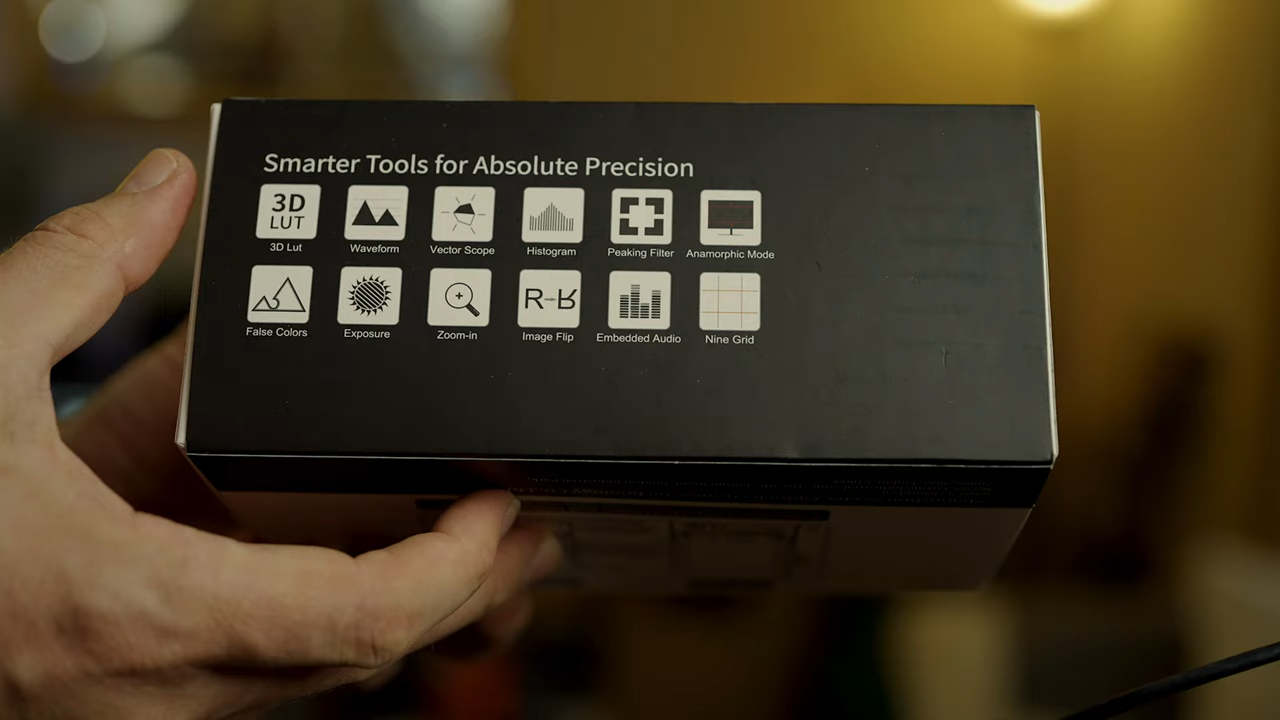 Smarter Tools for Absolute Precision
3D
LUT
3D Lut
Waveform
Vector Scope
Histogram
Peaking Filter
Anamorphic Mode
False Colors
Exposure
Zoom-in
R-Я
Image Flip
Embedded Audio
Nine Grid